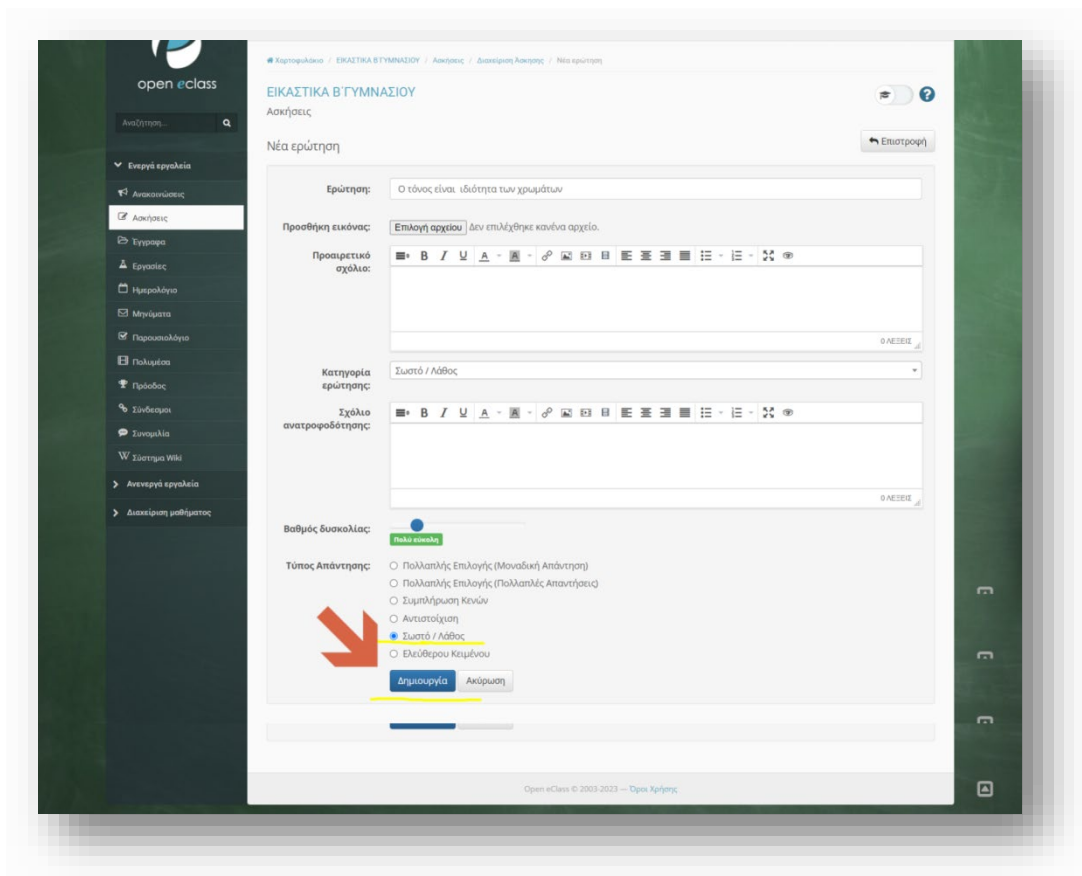 open eclass
Αναζήτηση...
Ενεργά εργαλεία
Ανακοινώσεις
Ασκήσεις
Έγγραφα
Εργασίες
Ημερολόγιο
Μηνύματα
Παρουσιολόγιο
Πολυμέσα
Πρόοδος
Σύνδεσμοι
Συνομιλία
Σύστημα Wiki
Ανενεργά εργαλεία
Διαχείριση μαθήματος
Χαρτοφυλάκιο / ΕΙΚΑΣΤΙΚΑ Β΄ΓΥΜΝΑΣΙΟΥ / Ασκήσεις / Διαχείριση Άσκησης / Νέα ερώτηση
ΕΙΚΑΣΤΙΚΑ Β΄ΓΥΜΝΑΣΙΟΥ
Ασκήσεις
Νέα ερώτηση
Επιστροφή
Ερώτηση: Ο τόνος είναι ιδιότητα των χρωμάτων
Προσθήκη εικόνας: Επιλογή αρχείου Δεν επιλέχθηκε κανένα αρχείο.
Προαιρετικό
σχόλιο:
0 ΛΕΞΕΙΣ
Κατηγορία Σωστό / Λάθος
ερώτησης:
Σχόλιο
ανατροφοδότησης:
0 ΛΕΞΕΙΣ
Βαθμός δυσκολίας:
Πολύ εύκολη
Τύπος Απάντησης: Πολλαπλής Επιλογής (Μοναδική Απάντηση)
Πολλαπλής Επιλογής (Πολλαπλές Απαντήσεις)
Συμπλήρωση Κενών
Αντιστοίχιση
Σωστό / Λάθος
Ελεύθερου Κειμένου
Δημιουργία Ακύρωση
Open eClass © 2003-2023 — Όροι Χρήσης